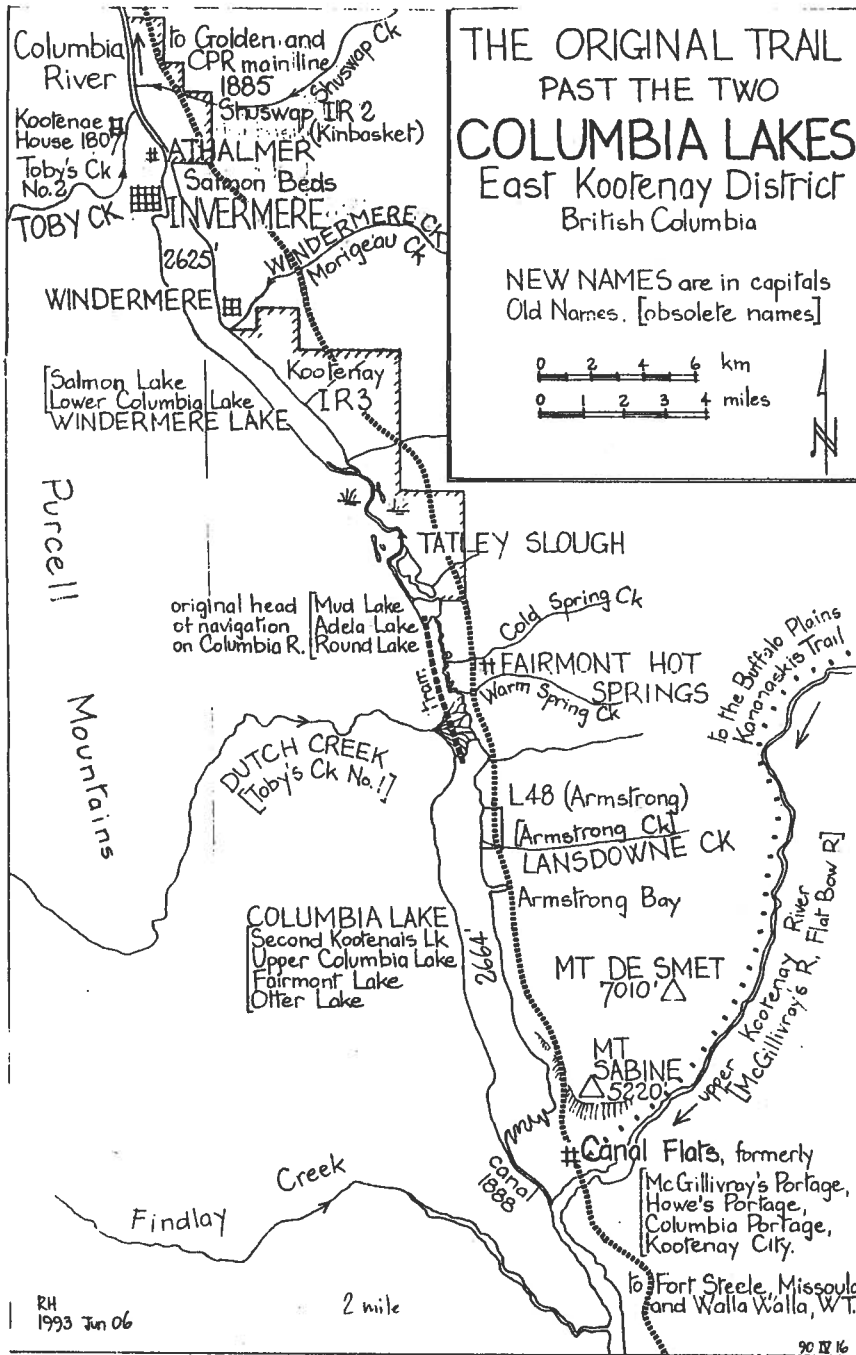 THE ORIGINAL TRAIL
PAST THE TWO
COLUMBIA LAKES
East Kootenay District
British Columbia
NEW NAMES are in capitals
Old Names. [obsolete names]
0 2 4 6 km
0 1 2 3 4 miles
N
Columbia
River
to Golden and
CPR mainline
1885
Shuswap Ck
Shuswap IR 2
(Kinbasket)
Kootenae
House 1807
Toby's Ck
No. 2
ATHALMER
Salmon Beds
TOBY CK
INVERMERE
2625'
WINDERMERE CK
Morigeau Ck
WINDERMERE
Kootenay
IR3
[Salmon Lake
Lower Columbia Lake
WINDERMERE LAKE
Purcell
Mountains
TATLEY SLOUGH
original head
of navigation
on Columbia R.
[Mud Lake
Adela Lake
Round Lake
Cold Spring Ck
FAIRMONT HOT
SPRINGS
Warm Spring Ck
tram.
to the Buffalo Plains
Kananaskis Trail
DUTCH CREEK
[Toby's Ck No.!]
L48 (Armstrong)
[Armstrong Ck]
LANSDOWNE CK
Armstrong Bay
COLUMBIA LAKE
[Second Kootenais Lk
Upper Columbia Lake
Fairmont Lake
Otter Lake
2664'
MT DE SMET
7010'
upper Kootenay River
[McGillivray's R, Flat Bow R]
MT
SABINE
5220'
Canal Flats, formerly
[McGillivray's Portage,
Howe's Portage,
Columbia Portage,
Kootenay City.
canal
1888
Findlay Creek
to Fort Steele, Missoula
and Walla Walla, WT.
RH
1993 Jun 06
2 mile
90 IV 16